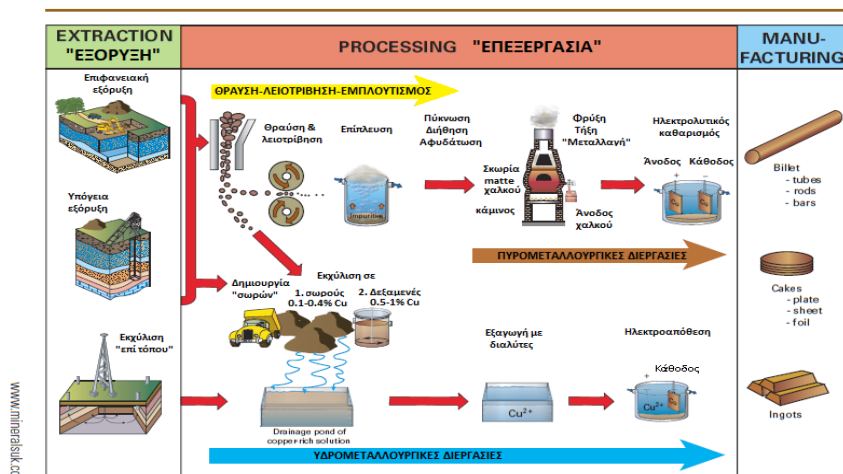 EXTRACTION
"ΕΞΟΡΥΞΗ"
PROCESSING "ΕΠΕΞΕΡΓΑΣΙΑ"
MANU-
FACTURING
Επιφανειακή
εξόρυξη
Υπόγεια
εξόρυξη
Εκχύλιση
"επί τόπου"
ΘΡΑΥΣΗ-ΛΕΙΟΤΡΙΒΗΣΗ-ΕΜΠΛΟΥΤΙΣΜΟΣ
Θραύση &
λειοτρίβηση
Επίπλευση
Impurities
Πύκνωση
Διήθηση
Αφυδάτωση
Φρύξη
Τήξη
"Μεταλλαγή"
Σκωρία
matte
χαλκού
κάμινος
Άνοδος
χαλκού
Ηλεκτρολυτικός
καθαρισμός
Άνοδος Κάθοδος
+ −
Cu Cu
ΠΥΡΟΜΕΤΑΛΛΟΥΡΓΙΚΕΣ ΔΙΕΡΓΑΣΙΕΣ
Δημιουργία
"σωρών"
Εκχύλιση σε
1. σωρούς
0.1-0.4% Cu
2. Δεξαμενές
0.5-1% Cu
Drainage pond of
copper-rich solution
Εξαγωγή με
διαλύτες
Cu2+
Ηλεκτροαπόθεση
+ Κάθοδος
Cu2+
Cu
ΥΔΡΟΜΕΤΑΛΛΟΥΡΓΙΚΕΣ ΔΙΕΡΓΑΣΙΕΣ
Billet
- tubes
- rods
- bars
Cakes
- plate
- sheet
- foil
Ingots